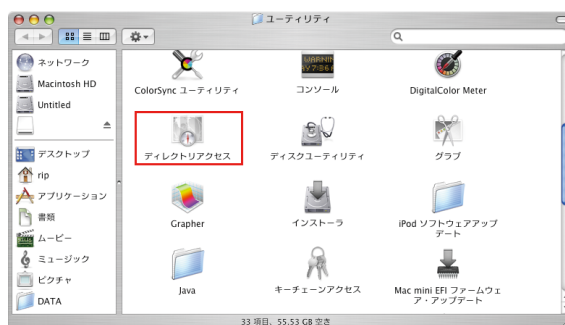 ユーティリティ
ネットワーク
Macintosh HD
Untitled
デスクトップ
rip
アプリケーション
書類
ムービー
ミュージック
ピクチャ
DATA
ColorSync ユーティリティ
コンソール
DigitalColor Meter
ディレクトリアクセス
ディスクユーティリティ
グラブ
Grapher
インストーラ
iPod ソフトウェアアップ
デート
Java
キーチェーンアクセス
Mac mini EFI ファームウェ
ア・アップデート
33 項目、55.53 GB 空き